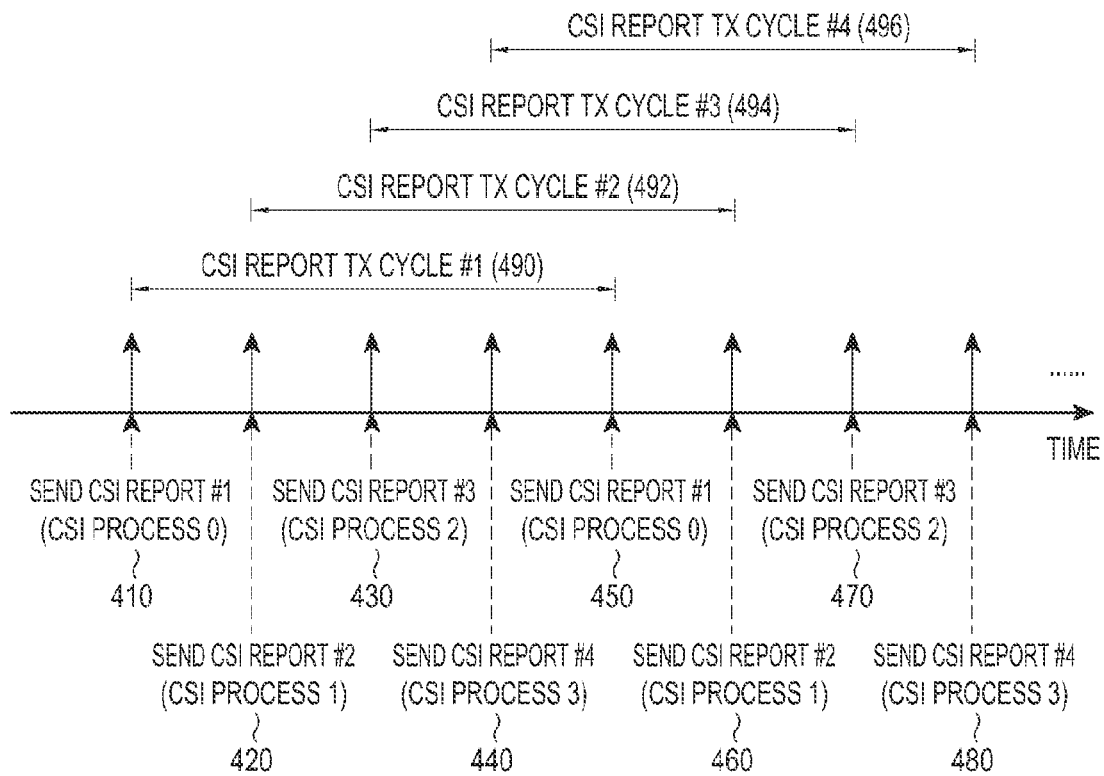 CSI REPORT TX CYCLE #4 (496)
CSI REPORT TX CYCLE #3 (494)
CSI REPORT TX CYCLE #2 (492)
CSI REPORT TX CYCLE #1 (490)
......
TIME
SEND CSI REPORT #1
(CSI PROCESS 0)
410
SEND CSI REPORT #3
(CSI PROCESS 2)
430
SEND CSI REPORT #1
(CSI PROCESS 0)
450
SEND CSI REPORT #3
(CSI PROCESS 2)
470
SEND CSI REPORT #2
(CSI PROCESS 1)
420
SEND CSI REPORT #4
(CSI PROCESS 3)
440
SEND CSI REPORT #2
(CSI PROCESS 1)
460
SEND CSI REPORT #4
(CSI PROCESS 3)
480